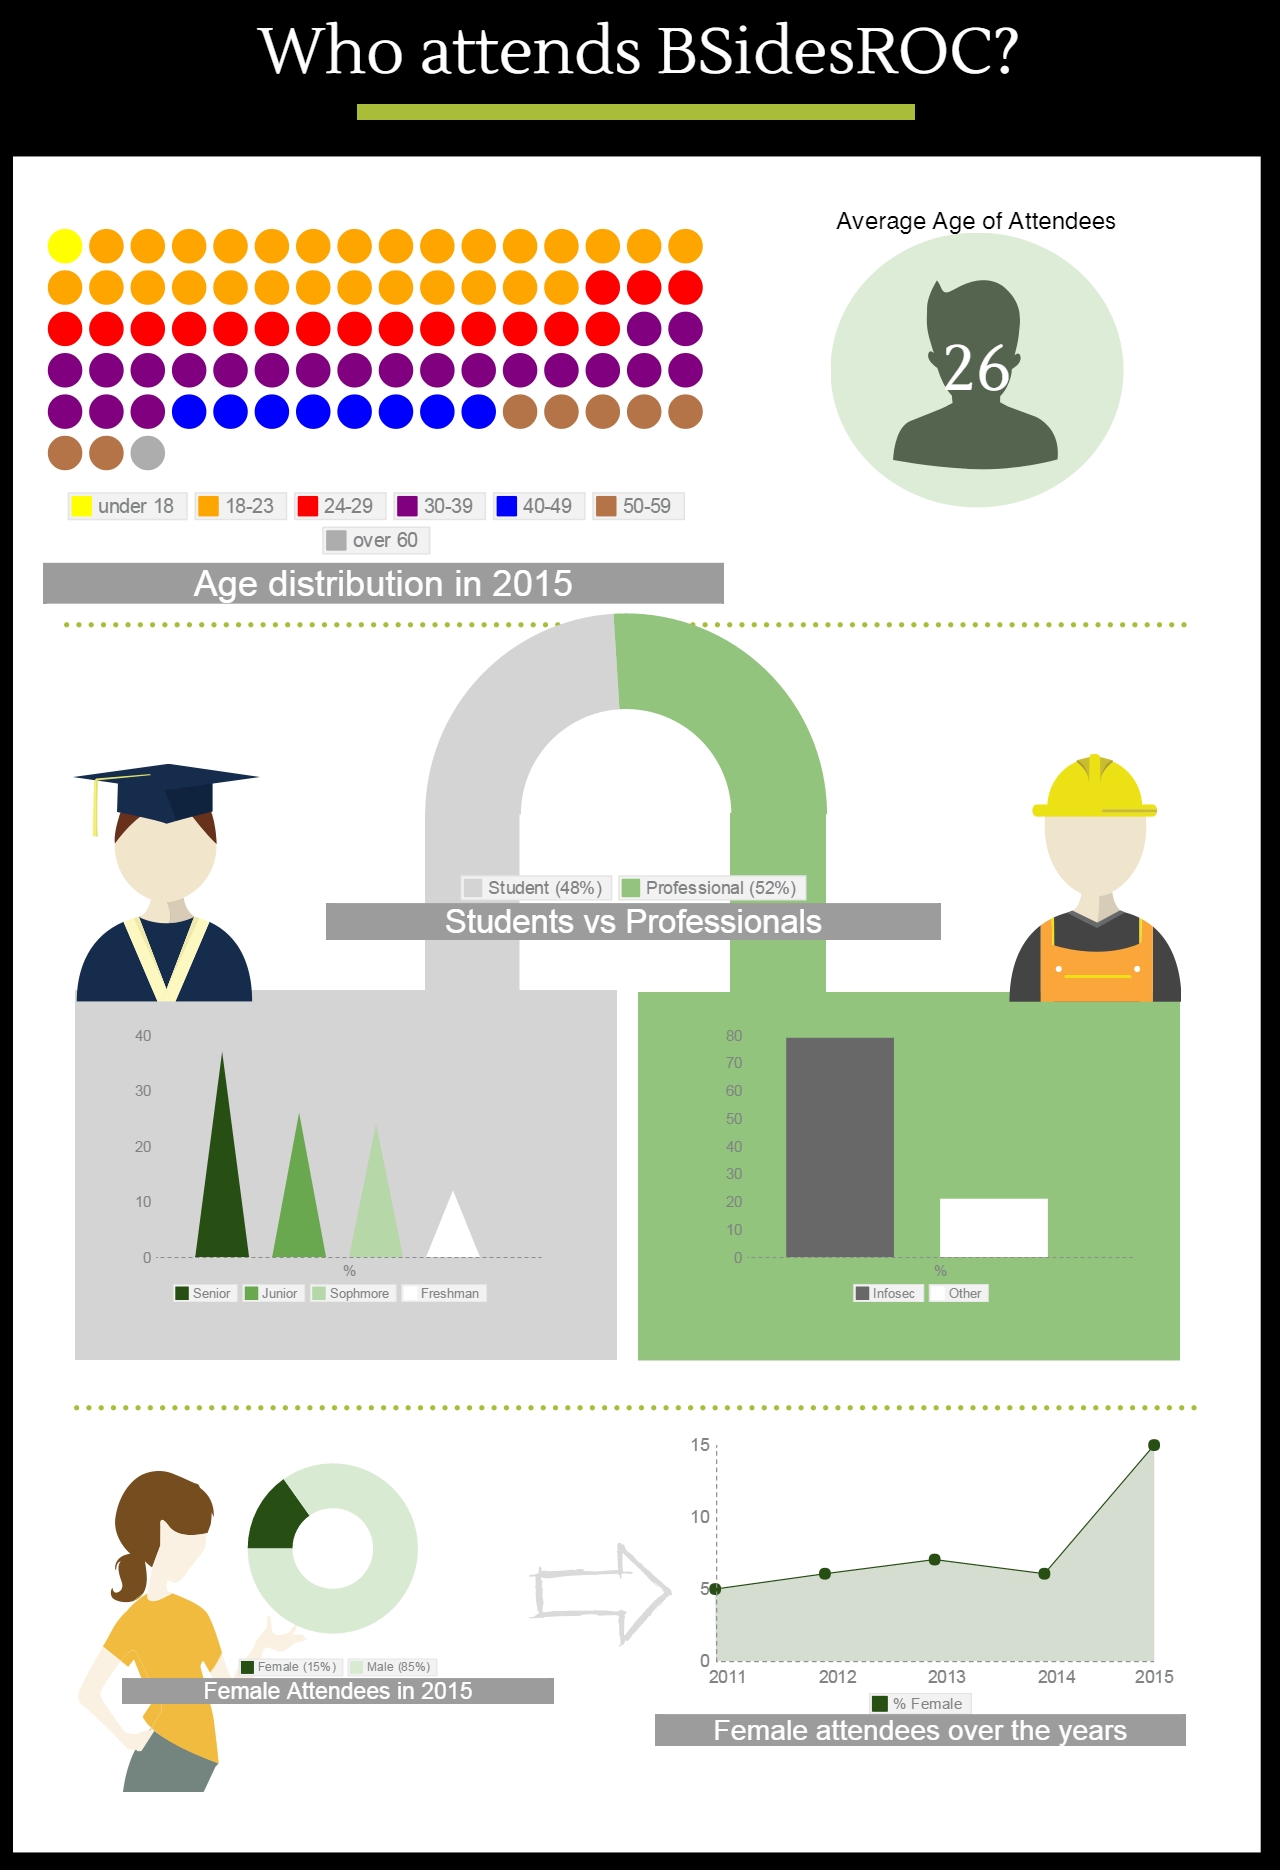 Who attends BSidesROC?
Average Age of Attendees
26
under 18 18-23 24-29 30-39 40-49 50-59
over 60
Age distribution in 2015
Student (48%) Professional (52%)
Students vs Professionals
40
30
20
10
0
%
Senior Junior Sophmore Freshman
80
70
60
50
40
30
20
10
0
%
Infosec Other
Female (15%) Male (85%)
Female Attendees in 2015
15
10
5
0
2011 2012 2013 2014 2015
% Female
Female attendees over the years